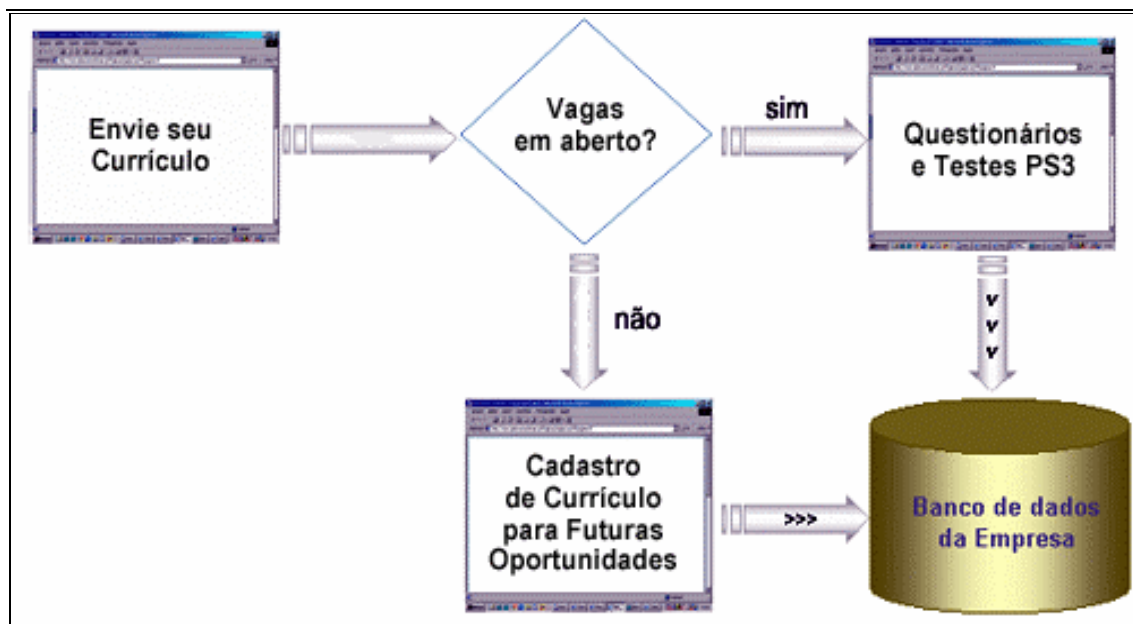 Envie seu
Currículo
Vagas
em aberto?
sim
Questionários
e Testes PS3
não
v
v
v
Cadastro
de Currículo
para Futuras
Oportunidades
>>>
Banco de dados
da Empresa